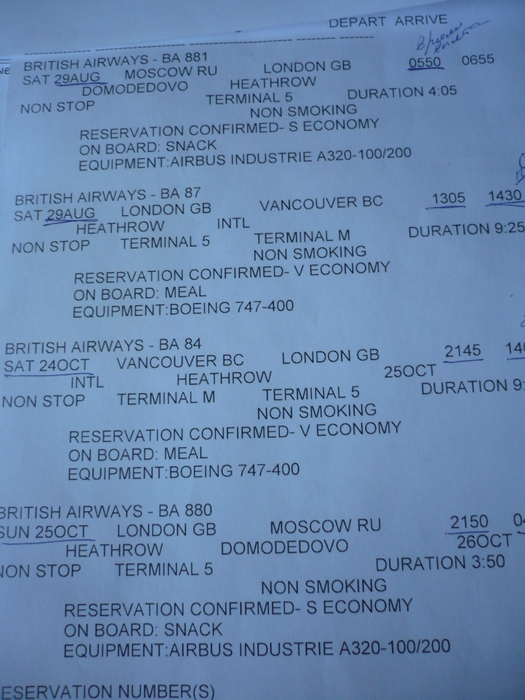 DEPART ARRIVE
BRITISH AIRWAYS - BA 881
SAT 29AUG MOSCOW RU LONDON GB 0550 0655
DOMODEDOVO HEATHROW
TERMINAL 5 DURATION 4:05
NON STOP NON SMOKING
RESERVATION CONFIRMED- S ECONOMY
ON BOARD: SNACK
EQUIPMENT:AIRBUS INDUSTRIE A320-100/200
BRITISH AIRWAYS - BA 87
SAT 29AUG LONDON GB VANCOUVER BC 1305 1430
HEATHROW INTL
NON STOP TERMINAL 5 TERMINAL M DURATION 9:25
NON SMOKING
RESERVATION CONFIRMED- V ECONOMY
ON BOARD: MEAL
EQUIPMENT:BOEING 747-400
BRITISH AIRWAYS - BA 84
SAT 24OCT VANCOUVER BC LONDON GB 2145 14
INTL HEATHROW 25OCT
NON STOP TERMINAL M TERMINAL 5 DURATION 9:
NON SMOKING
RESERVATION CONFIRMED- V ECONOMY
ON BOARD: MEAL
EQUIPMENT:BOEING 747-400
BRITISH AIRWAYS - BA 880
SUN 25OCT LONDON GB MOSCOW RU 2150 0
HEATHROW DOMODEDOVO 26OCT
NON STOP TERMINAL 5 DURATION 3:50
NON SMOKING
RESERVATION CONFIRMED- S ECONOMY
ON BOARD: SNACK
EQUIPMENT:AIRBUS INDUSTRIE A320-100/200
ESERVATION NUMBER(S)